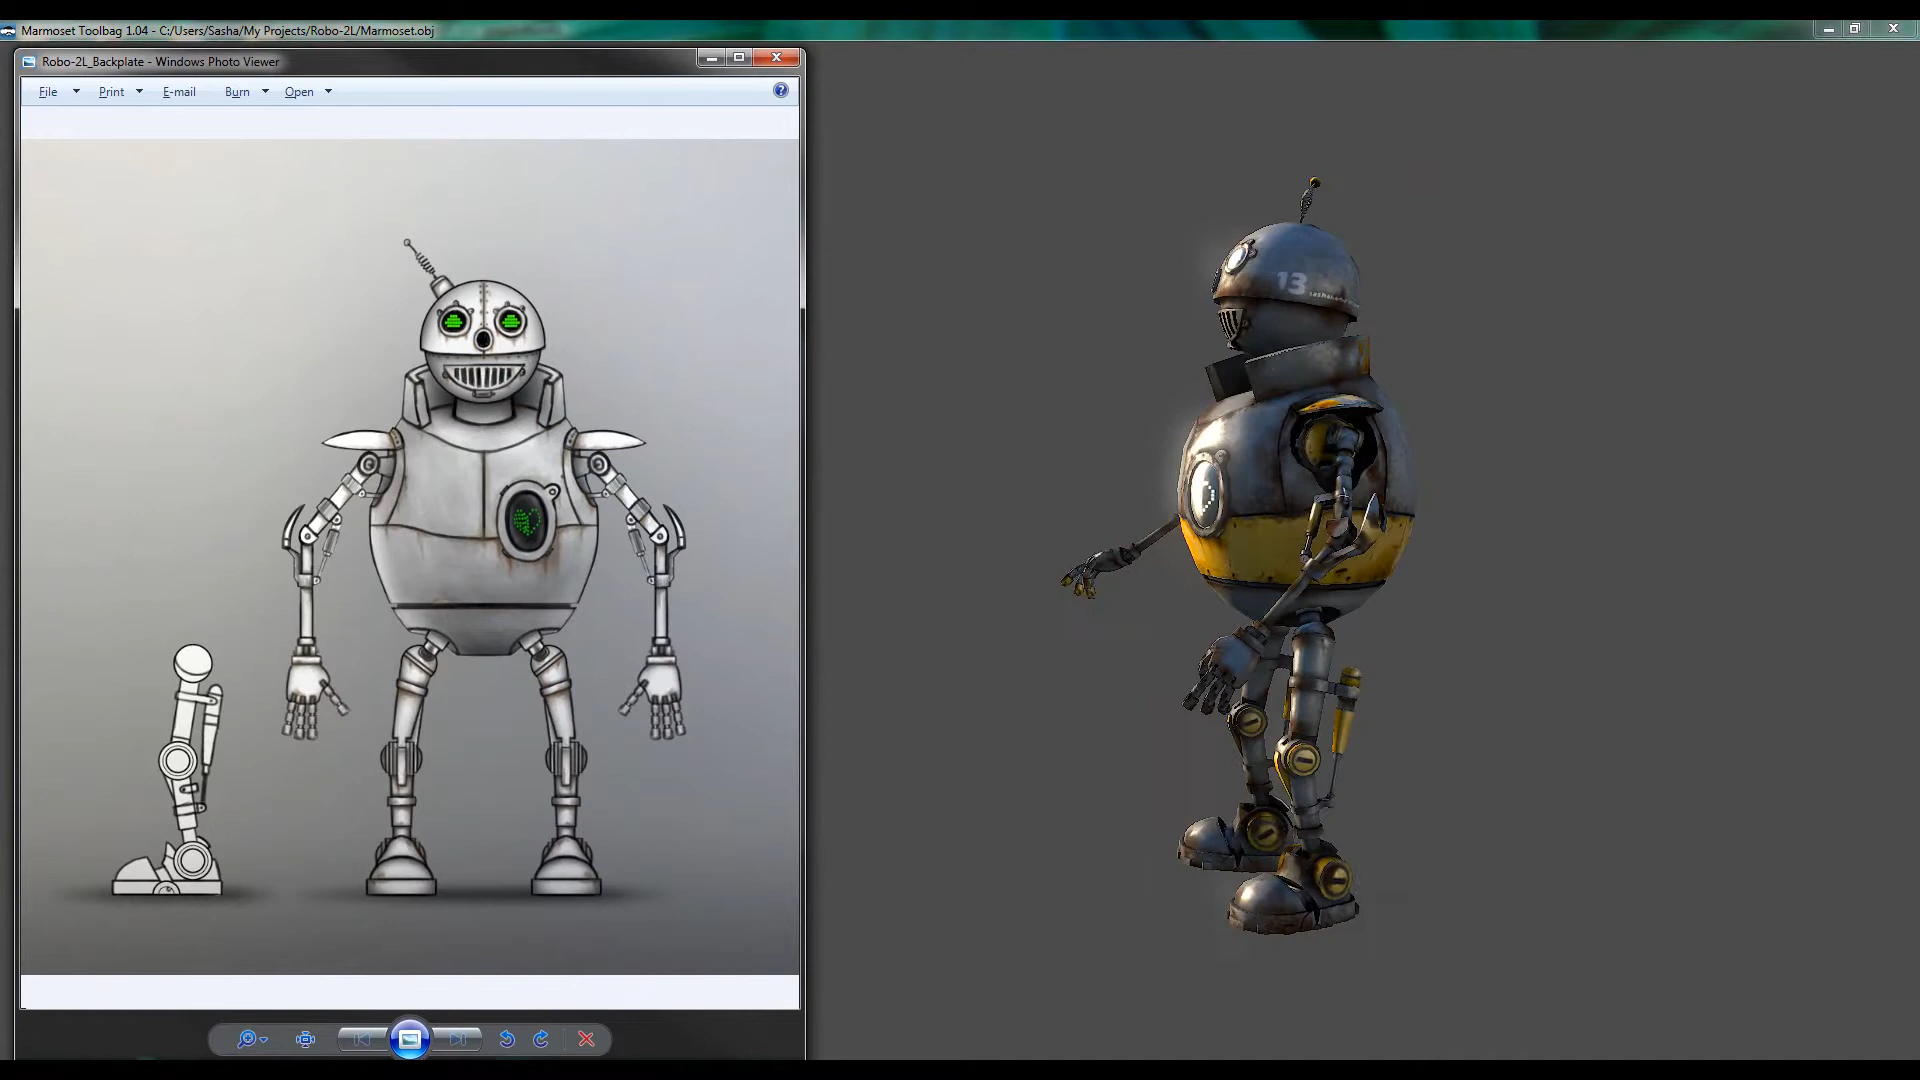 Marmoset Toolbag 1.04 - C:/Users/Sasha/My Projects/Robo-2L/Marmoset.obj
Robo-2L_Backplate - Windows Photo Viewer
File Print E-mail Burn Open
13